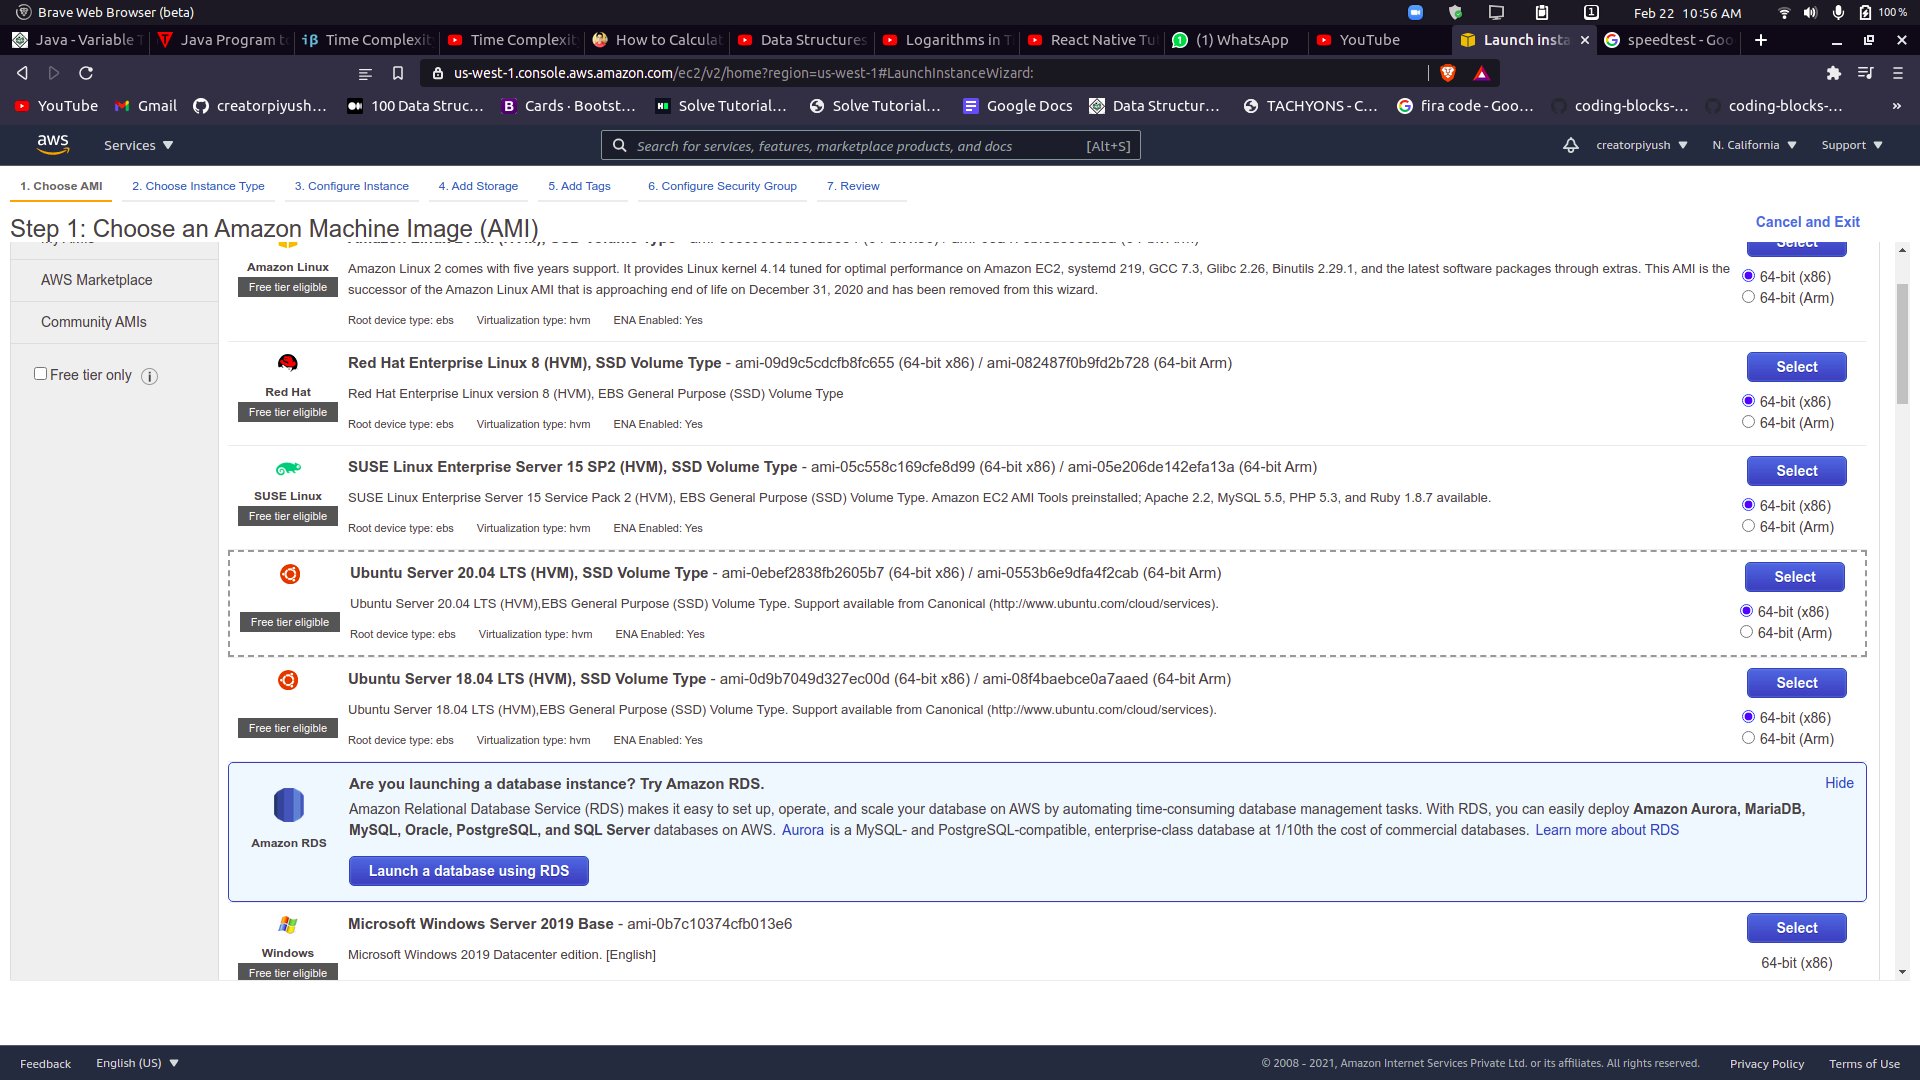 Brave Web Browser (beta)
1
Feb 22 10:56 AM
100 %
Java - Variable T
Java Program to
iβ Time Complexit
Time Complexit
How to Calculat
Data Structures
Logarithms in T
React Native Tu
(1) WhatsApp
YouTube
Launch insta
speedtest - Goo
us-west-1.console.aws.amazon.com/ec2/v2/home?region=us-west-1#LaunchInstanceWizard:
YouTube
Gmail
creatorpiyush...
100 Data Struc...
B Cards · Bootst...
Solve Tutorial...
Solve Tutorial...
Google Docs
Data Structur...
TACHYONS - C...
fira code - Goo...
coding-blocks-...
coding-blocks-...
»
aws
Services
Search for services, features, marketplace products, and docs [Alt+S]
creatorpiyush
N. California
Support
1. Choose AMI
2. Choose Instance Type
3. Configure Instance
4. Add Storage
5. Add Tags
6. Configure Security Group
7. Review
Step 1: Choose an Amazon Machine Image (AMI)
Cancel and Exit
AWS Marketplace
Community AMIs
Free tier only
Select
Amazon Linux
Free tier eligible
Amazon Linux 2 comes with five years support. It provides Linux kernel 4.14 tuned for optimal performance on Amazon EC2, systemd 219, GCC 7.3, Glibc 2.26, Binutils 2.29.1, and the latest software packages through extras. This AMI is the
successor of the Amazon Linux AMI that is approaching end of life on December 31, 2020 and has been removed from this wizard.
Root device type: ebs Virtualization type: hvm ENA Enabled: Yes
64-bit (x86)
64-bit (Arm)
Red Hat
Free tier eligible
Red Hat Enterprise Linux 8 (HVM), SSD Volume Type - ami-09d9c5cdcfb8fc655 (64-bit x86) / ami-082487f0b9fd2b728 (64-bit Arm)
Red Hat Enterprise Linux version 8 (HVM), EBS General Purpose (SSD) Volume Type
Root device type: ebs Virtualization type: hvm ENA Enabled: Yes
Select
64-bit (x86)
64-bit (Arm)
SUSE Linux
Free tier eligible
SUSE Linux Enterprise Server 15 SP2 (HVM), SSD Volume Type - ami-05c558c169cfe8d99 (64-bit x86) / ami-05e206de142efa13a (64-bit Arm)
SUSE Linux Enterprise Server 15 Service Pack 2 (HVM), EBS General Purpose (SSD) Volume Type. Amazon EC2 AMI Tools preinstalled; Apache 2.2, MySQL 5.5, PHP 5.3, and Ruby 1.8.7 available.
Root device type: ebs Virtualization type: hvm ENA Enabled: Yes
Select
64-bit (x86)
64-bit (Arm)
Free tier eligible
Ubuntu Server 20.04 LTS (HVM), SSD Volume Type - ami-0ebef2838fb2605b7 (64-bit x86) / ami-0553b6e9dfa4f2cab (64-bit Arm)
Ubuntu Server 20.04 LTS (HVM),EBS General Purpose (SSD) Volume Type. Support available from Canonical (http://www.ubuntu.com/cloud/services).
Root device type: ebs Virtualization type: hvm ENA Enabled: Yes
Select
64-bit (x86)
64-bit (Arm)
Free tier eligible
Ubuntu Server 18.04 LTS (HVM), SSD Volume Type - ami-0d9b7049d327ec00d (64-bit x86) / ami-08f4baebce0a7aaed (64-bit Arm)
Ubuntu Server 18.04 LTS (HVM),EBS General Purpose (SSD) Volume Type. Support available from Canonical (http://www.ubuntu.com/cloud/services).
Root device type: ebs Virtualization type: hvm ENA Enabled: Yes
Select
64-bit (x86)
64-bit (Arm)
Amazon RDS
Are you launching a database instance? Try Amazon RDS.
Hide
Amazon Relational Database Service (RDS) makes it easy to set up, operate, and scale your database on AWS by automating time-consuming database management tasks. With RDS, you can easily deploy Amazon Aurora, MariaDB,
MySQL, Oracle, PostgreSQL, and SQL Server databases on AWS. Aurora is a MySQL- and PostgreSQL-compatible, enterprise-class database at 1/10th the cost of commercial databases. Learn more about RDS
Launch a database using RDS
Windows
Free tier eligible
Microsoft Windows Server 2019 Base - ami-0b7c10374cfb013e6
Microsoft Windows 2019 Datacenter edition. [English]
Select
64-bit (x86)
Feedback
English (US)
© 2008 - 2021, Amazon Internet Services Private Ltd. or its affiliates. All rights reserved.
Privacy Policy
Terms of Use